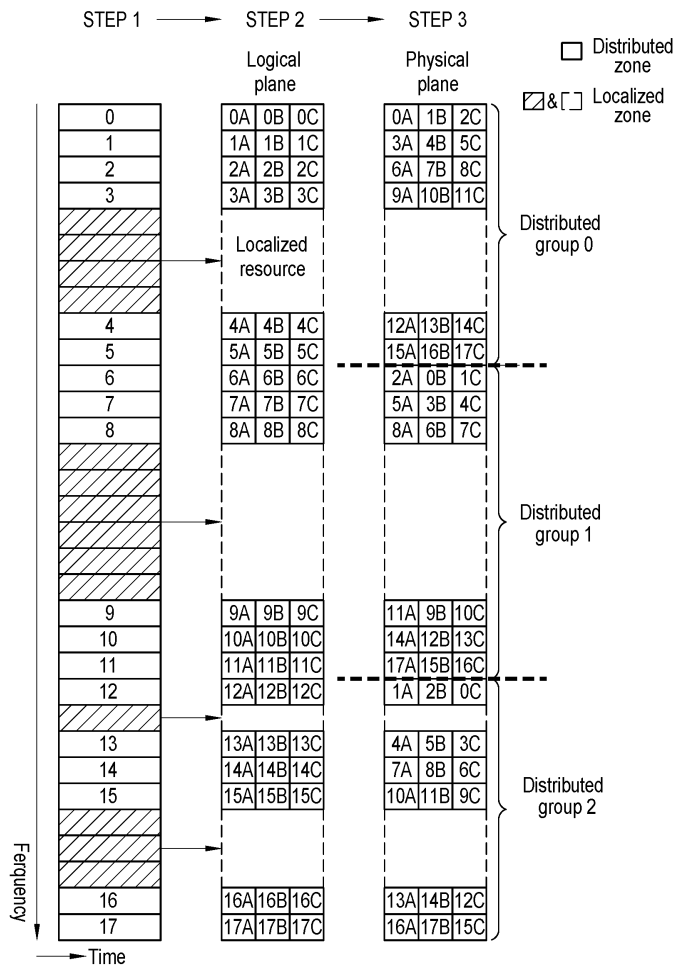 STEP 1 STEP 2 STEP 3
Logical plane Physical plane
Distributed zone
& Localized zone
0 0A 0B 0C 0A 1B 2C
1 1A 1B 1C 3A 4B 5C
2 2A 2B 2C 6A 7B 8C
3 3A 3B 3C 9A 10B 11C
Distributed group 0
Localized resource
4 4A 4B 4C 12A 13B 14C
5 5A 5B 5C 15A 16B 17C
6 6A 6B 6C 2A 0B 1C
7 7A 7B 7C 5A 3B 4C
8 8A 8B 8C 8A 6B 7C
Distributed group 1
9 9A 9B 9C 11A 9B 10C
10 10A 10B 10C 14A 12B 13C
11 11A 11B 11C 17A 15B 16C
12 12A 12B 12C 1A 2B 0C
13 13A 13B 13C 4A 5B 3C
14 14A 14B 14C 7A 8B 6C
15 15A 15B 15C 10A 11B 9C
Distributed group 2
16 16A 16B 16C 13A 14B 12C
17 17A 17B 17C 16A 17B 15C
Ferquency
Time